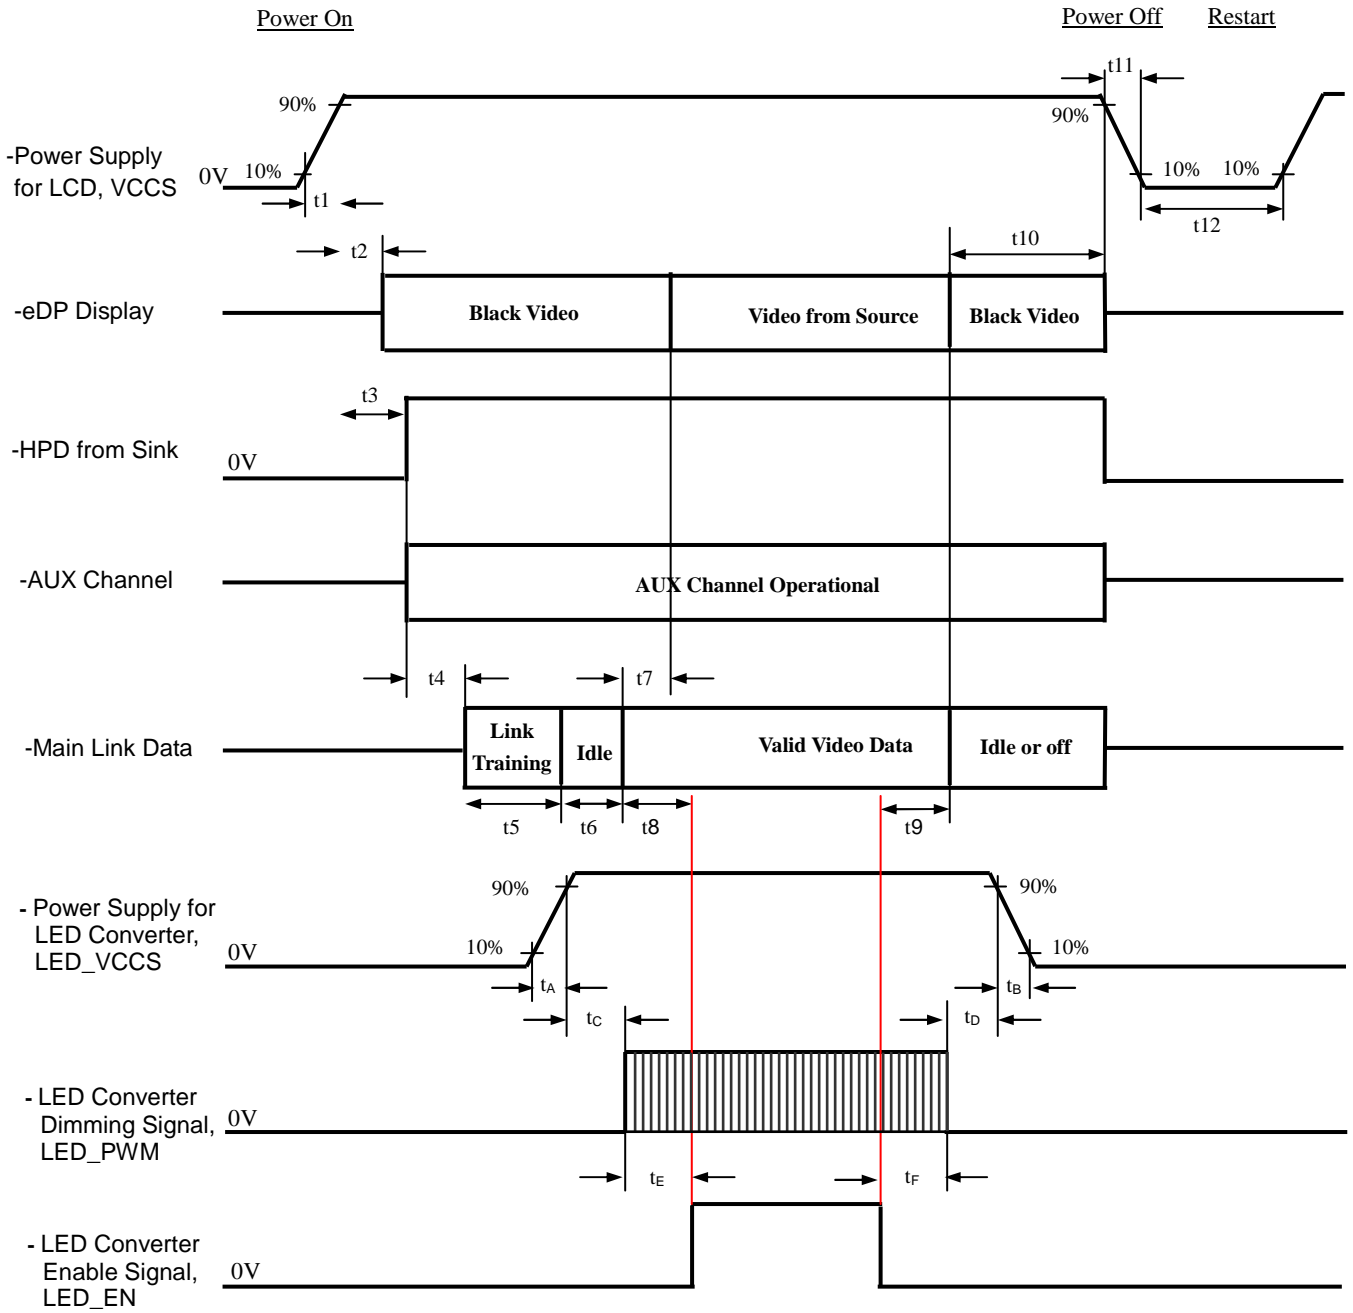 Power On
Power Off
Restart
t11
90%
90%
-Power Supply
for LCD, VCCS
0V
10%
10%
10%
t1
t12
t2
t10
-eDP Display
Black Video
Video from Source
Black Video
t3
-HPD from Sink
0V
-AUX Channel
AUX Channel Operational
t4
t7
-Main Link Data
Link
Training
Idle
Valid Video Data
Idle or off
t5
t6
t8
t9
90%
90%
- Power Supply for
LED Converter,
LED_VCCS
0V
10%
10%
tA
tB
tC
tD
- LED Converter
Dimming Signal,
LED_PWM
0V
tE
tF
- LED Converter
Enable Signal,
LED_EN
0V